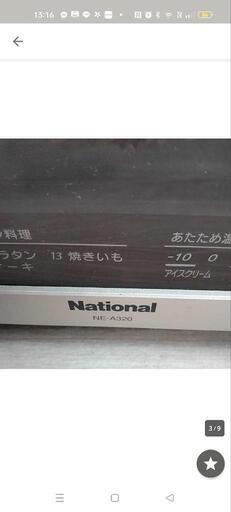 13:16
料理
ラタン 13 焼きいも
ーキ
あたため温
-10 0
アイスクリーム
National
NE-A320
3/9